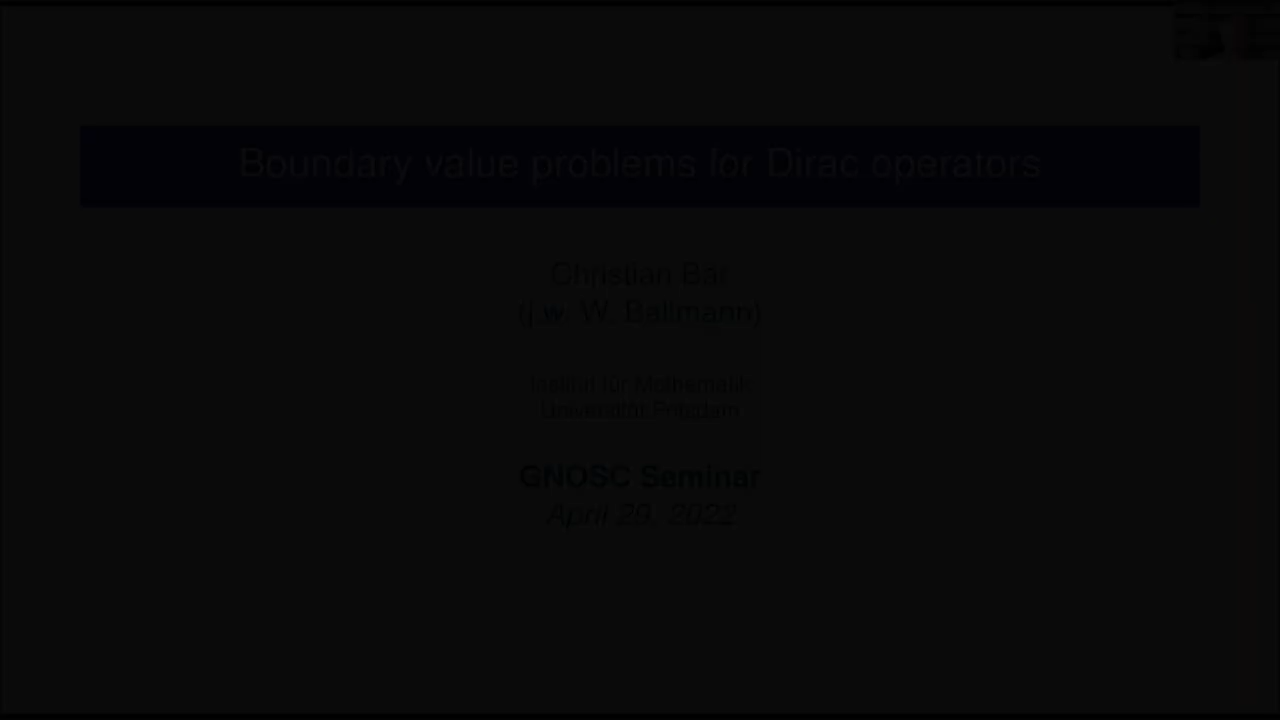 Boundary value problems for Dirac operators
Christian Bär
(j.w. W. Ballmann)
Institut für Mathematik
Universität Potsdam
GNOSC Seminar
April 29, 2022